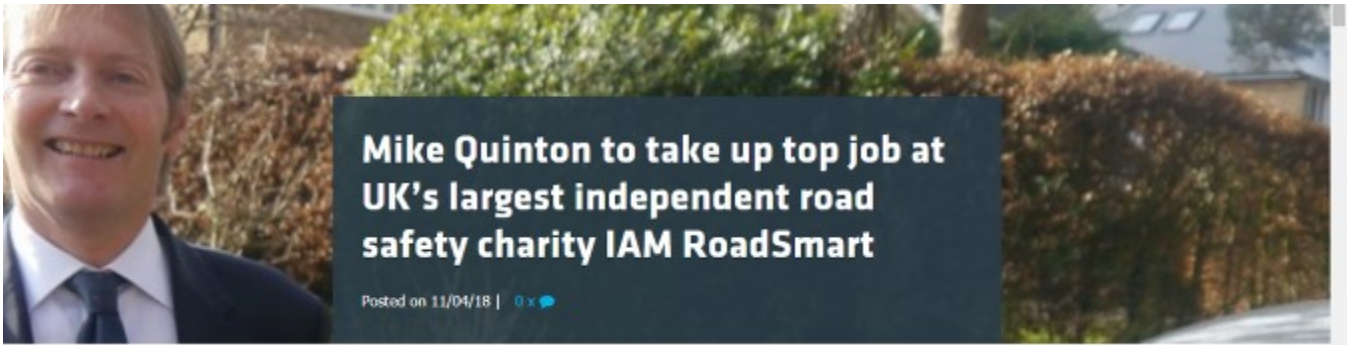 Mike Quinton to take up top job at
UK's largest independent road
safety charity IAM RoadSmart
Posted on 11/04/18 | 0 x